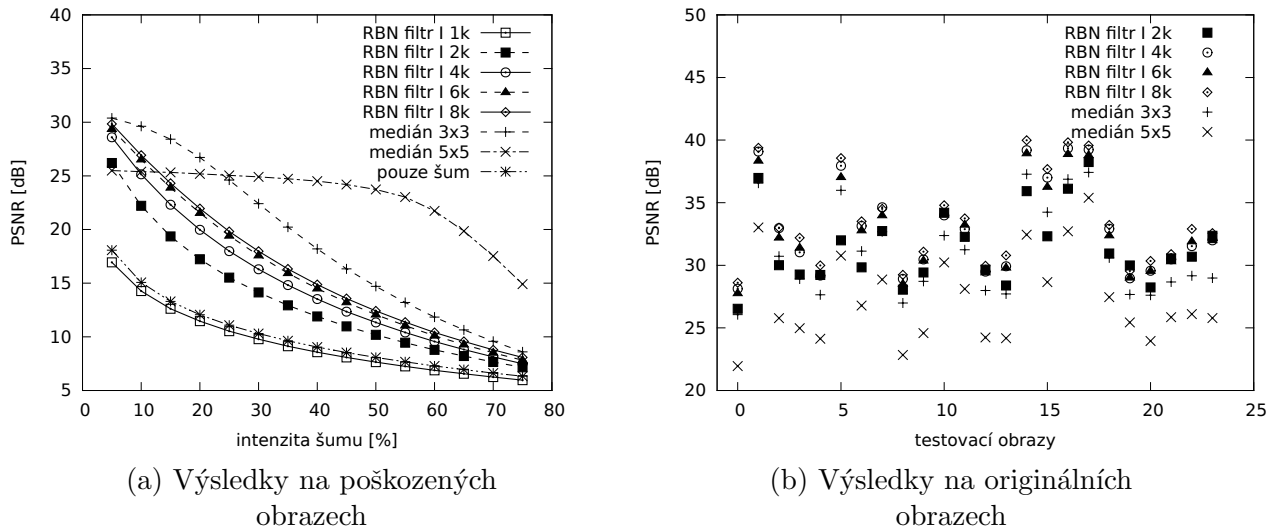 40
35
30
25
20
15
10
5
PSNR [dB]
0 10 20 30 40 50 60 70 80
intenzita šumu [%]
RBN filtr I 1k
RBN filtr I 2k
RBN filtr I 4k
RBN filtr I 6k
RBN filtr I 8k
medián 3x3
medián 5x5
pouze šum
(a) Výsledky na poškozených
obrazech
50
45
40
35
30
25
20
PSNR [dB]
0 5 10 15 20 25
testovací obrazy
RBN filtr I 2k
RBN filtr I 4k
RBN filtr I 6k
RBN filtr I 8k
medián 3x3
medián 5x5
(b) Výsledky na originálních
obrazech